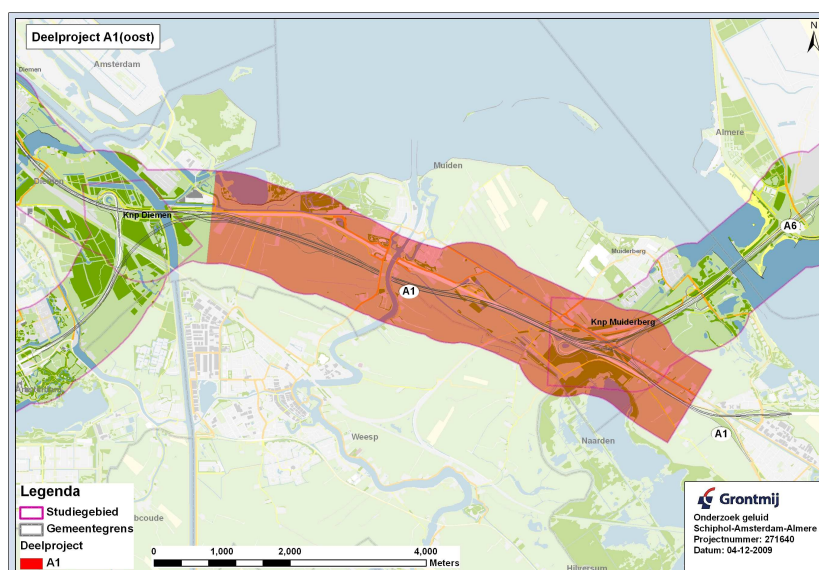 Deelproject A1(oost)
N
Amsterdam
Diemen
Almere
Muiden
Diemen
Knp Diemen
A6
Muiderberg
A1
Knp Muiderberg
A1
Weesp
Naarden
Legenda
Studiegebied
Gemeentegrens
Deelproject
A1
0 1,000 2,000 4,000
Meters
Hilversum
Grontmij
Onderzoek geluid
Schiphol-Amsterdam-Almere
Projectnummer: 271640
Datum: 04-12-2009